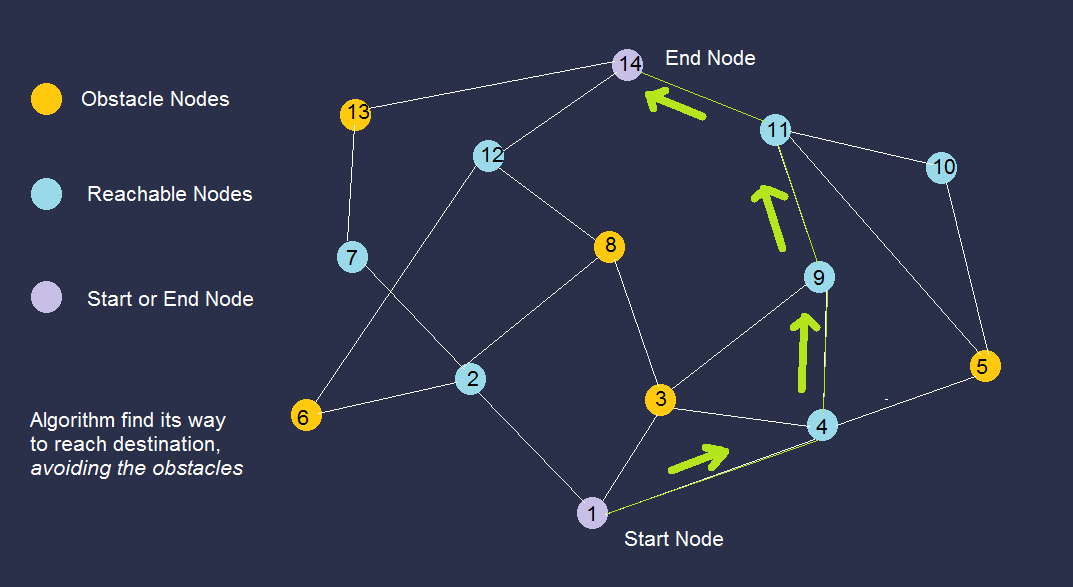 14
End Node
Obstacle Nodes
13
11
12
10
Reachable Nodes
8
7
9
Start or End Node
5
2
3
6
4
Algorithm find its way
to reach destination,
avoiding the obstacles
1
Start Node